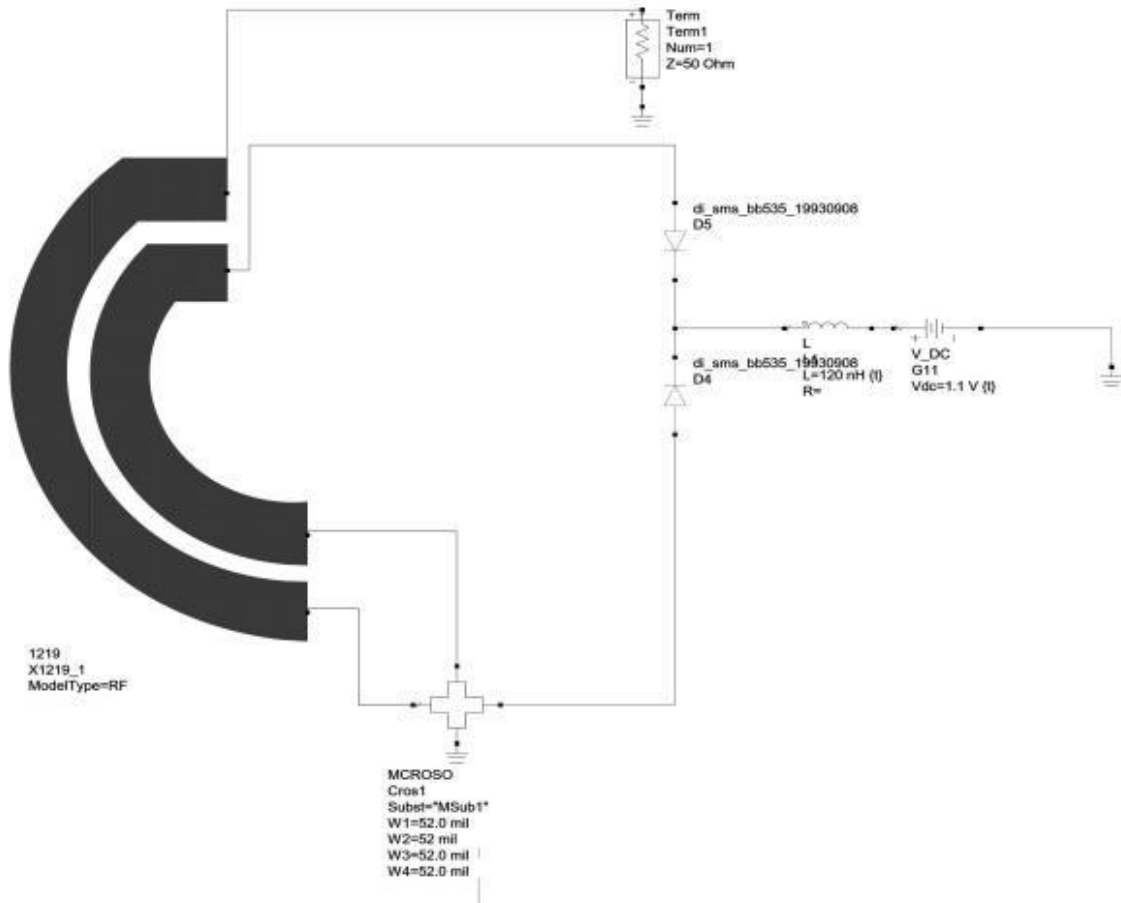 Term
Term1
Num=1
Z=50 Ohm
di_sms_bb535_19930908
D5
di_sms_bb535_19930908
D4
L
L=120 nH {t}
R=
V_DC
G11
Vdc=1.1 V {t}
1219
X1219_1
ModelType=RF
MCROSO
Cros1
Subst="MSub1"
W1=52.0 mil
W2=52 mil
W3=52.0 mil
W4=52.0 mil